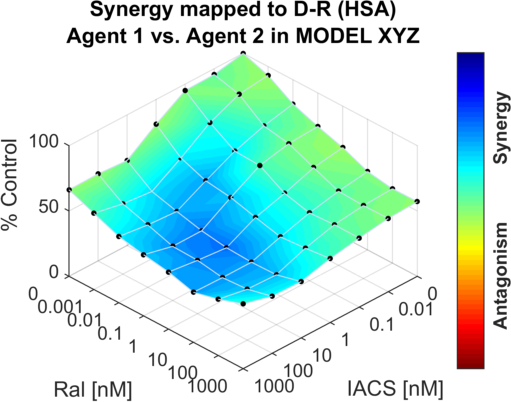 Synergy mapped to D-R (HSA)
Agent 1 vs. Agent 2 in MODEL XYZ
100
50
0
% Control
0
0.001
0.01
0.1
1
10
100
1000
Ral [nM]
0
0.01
0.1
1
10
100
1000
IACS [nM]
Synergy
Antagonism